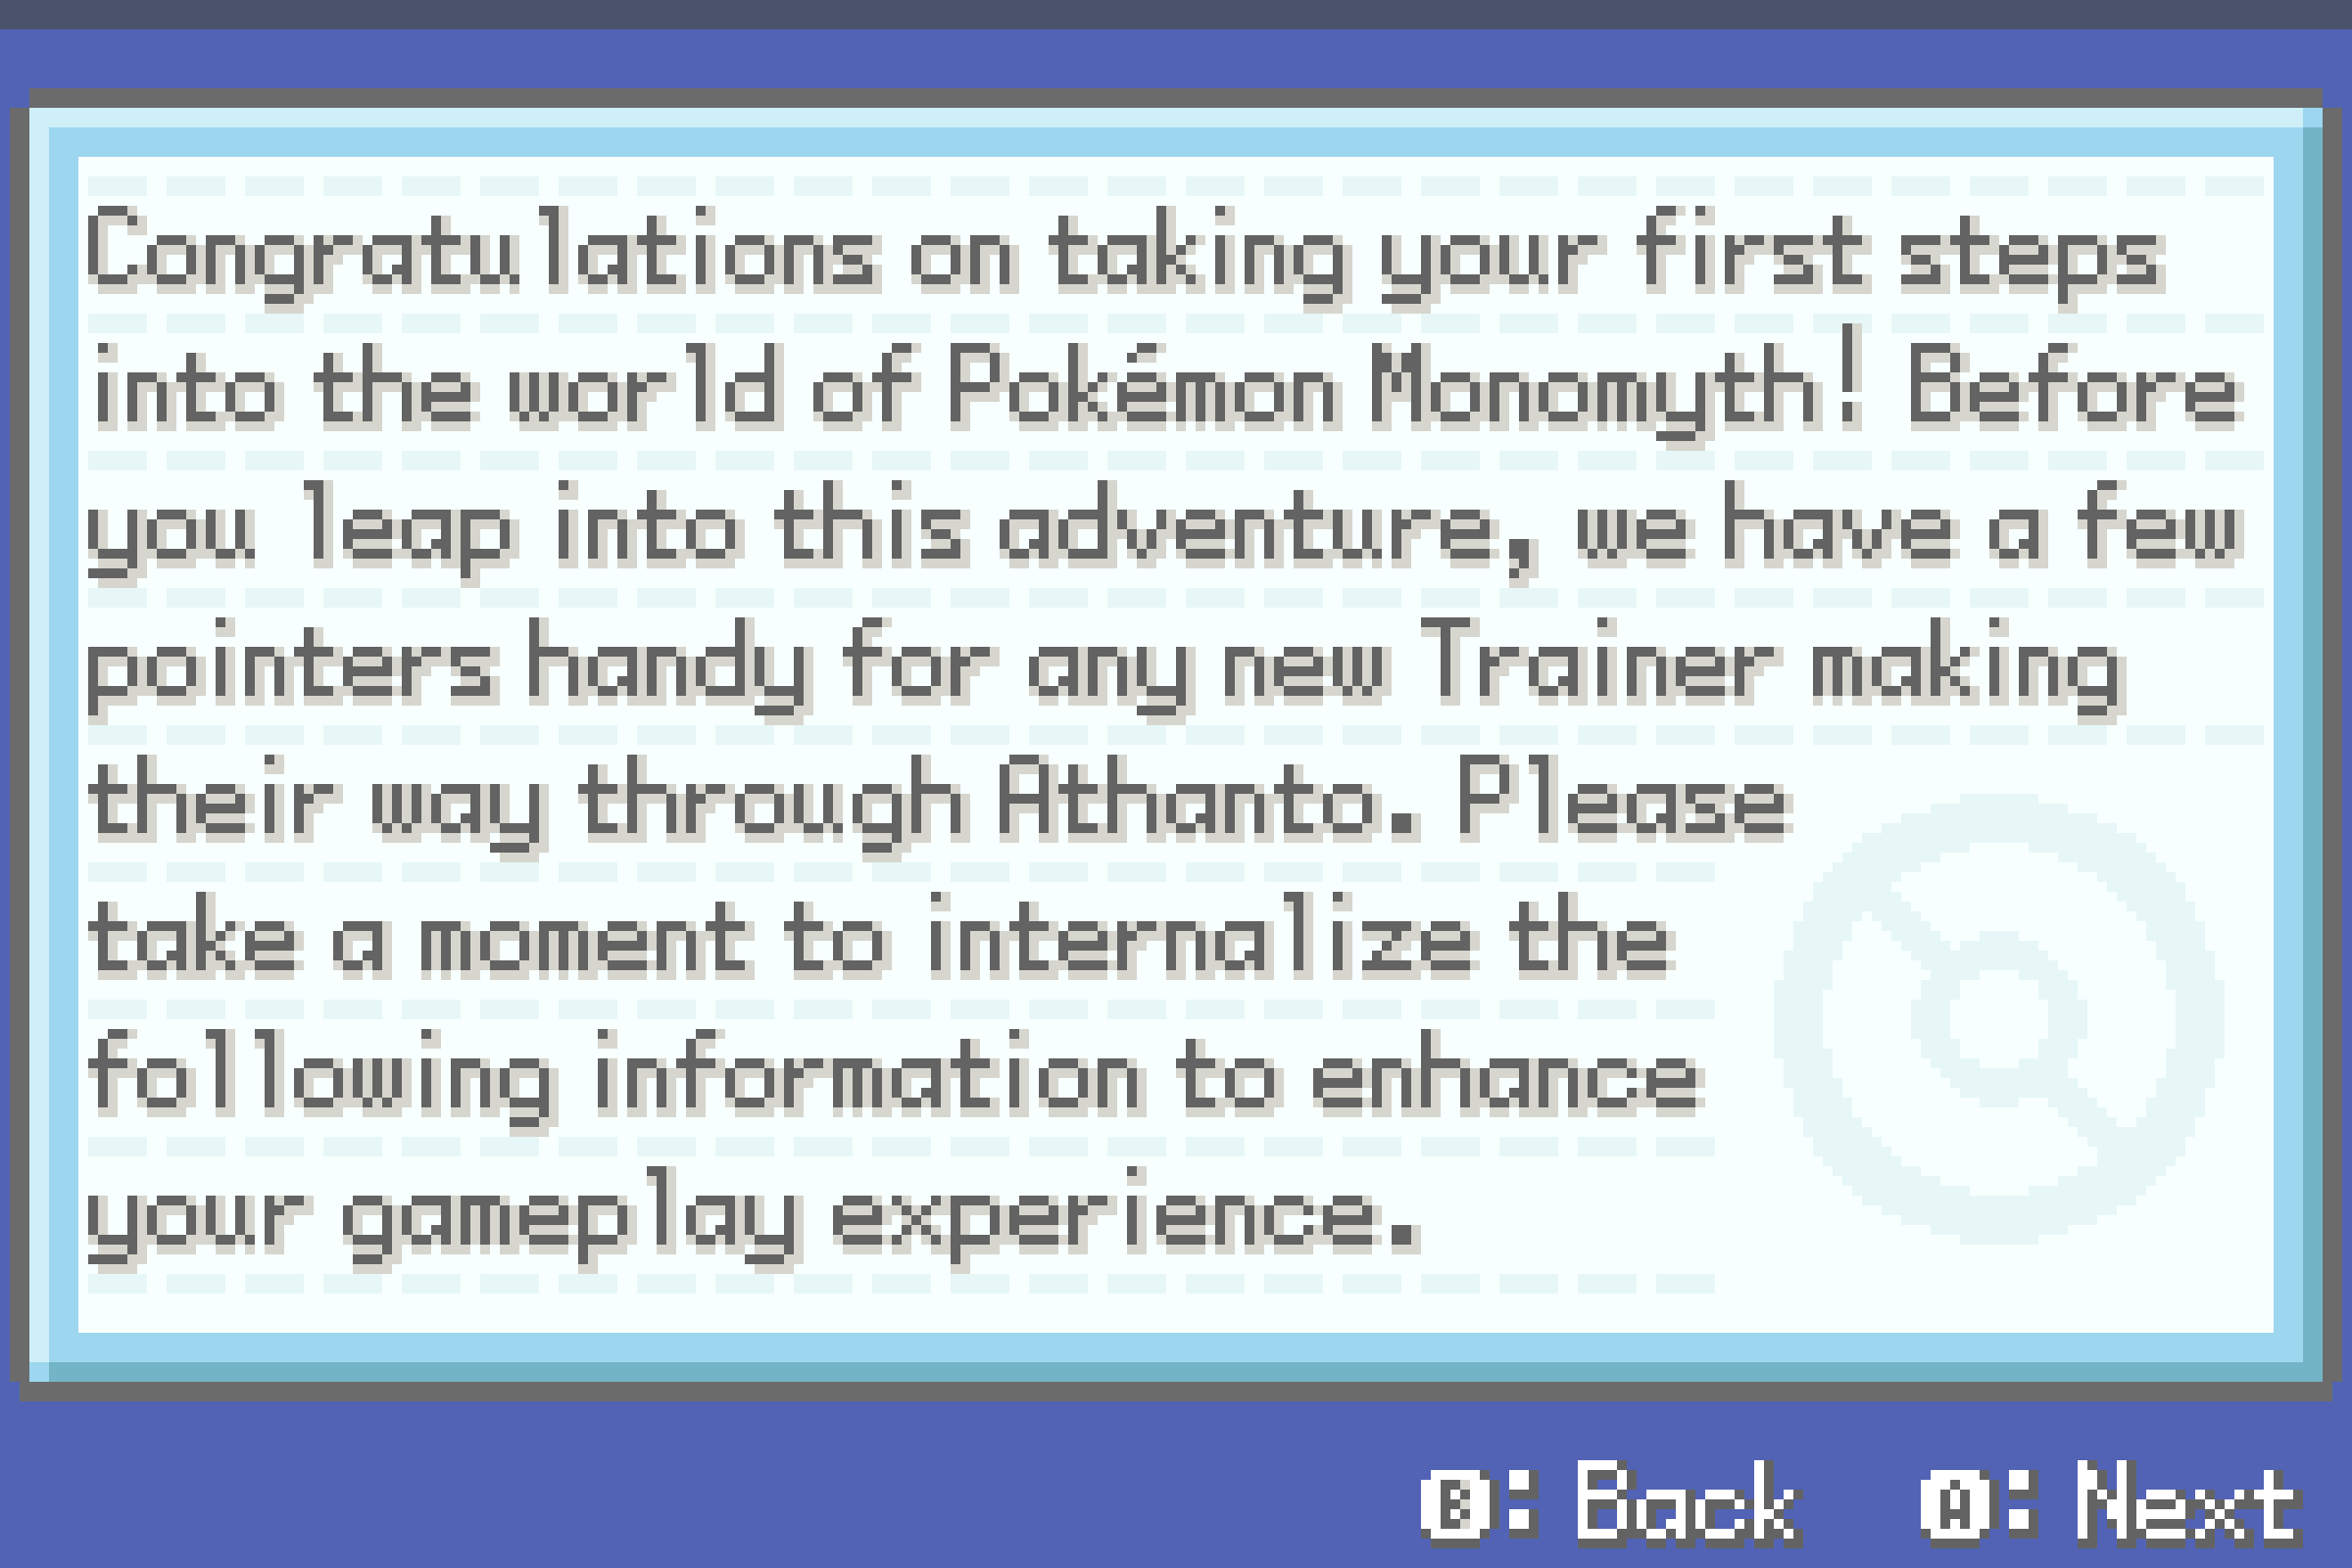 Congratulations on taking your first steps
into the world of Pokémon Monomyth! Before
you leap into this adventure, we have a few
pointers handy for any new Trainer making
their way through Athanto. Please
take a moment to internalize the
following information to enhance
your gameplay experience.
B: Back A: Next